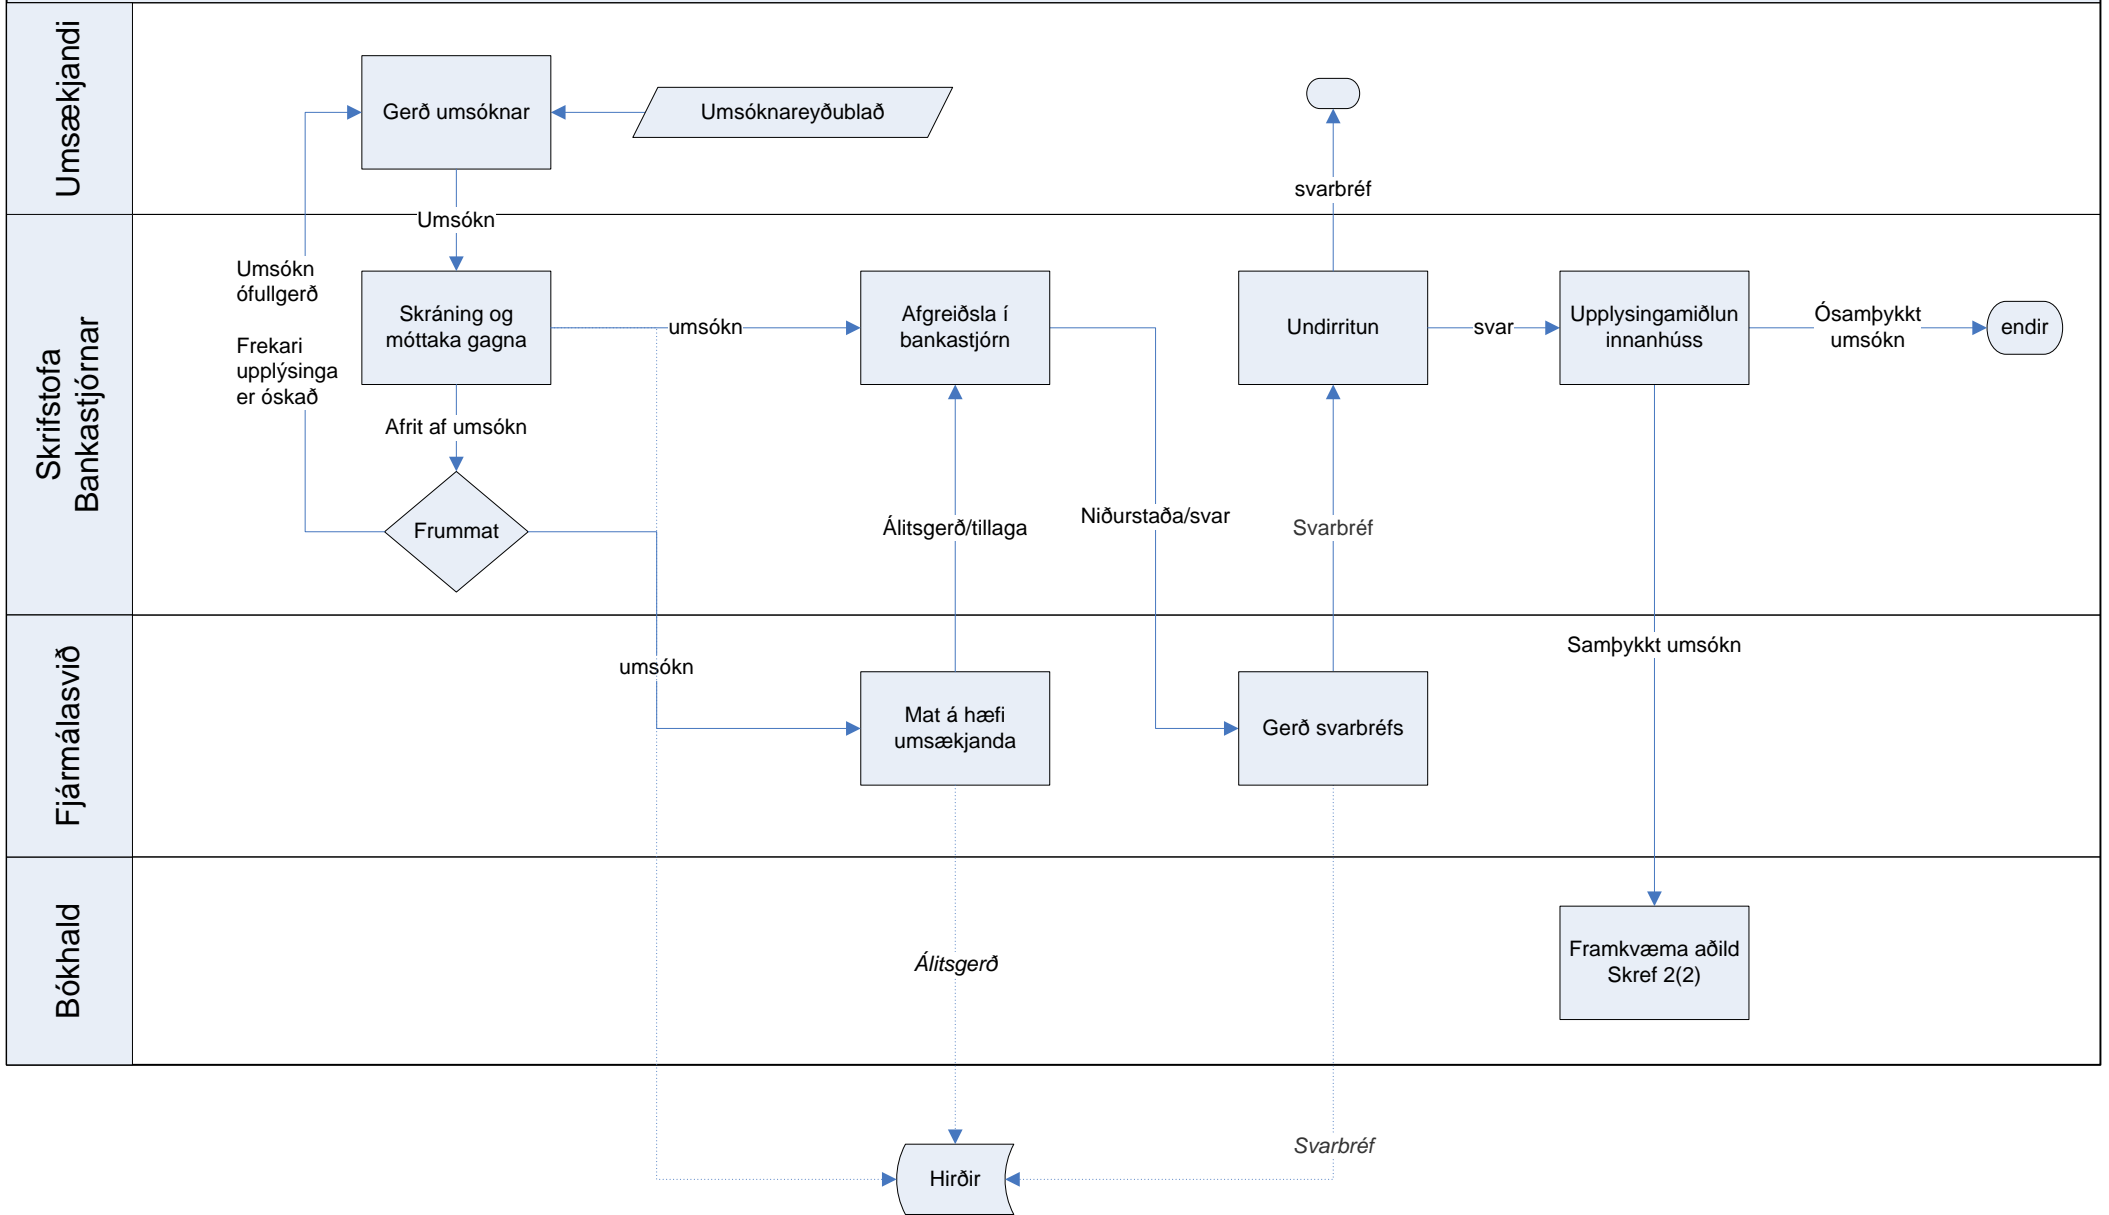 Umsækjandi
Gerð umsóknar
Umsóknareyðublað
svarbréf
Umsókn
Skrifstofa
Bankastjórnar
Umsókn
ófullgerð
Frekari
upplýsinga
er óskað
Skráning og
móttaka gagna
umsókn
Afgreiðsla í
bankastjórn
Undirritun
svar
Upplysingamiðlun
innanhúss
Ósamþykkt
umsókn
endir
Afrit af umsókn
Frummat
Álitsgerð/tillaga
Niðurstaða/svar
Svarbréf
Fjármálasvið
umsókn
Mat á hæfi
umsækjanda
Gerð svarbréfs
Samþykkt umsókn
Bókhald
Álitsgerð
Framkvæma aðild
Skref 2(2)
Svarbréf
Hirðir